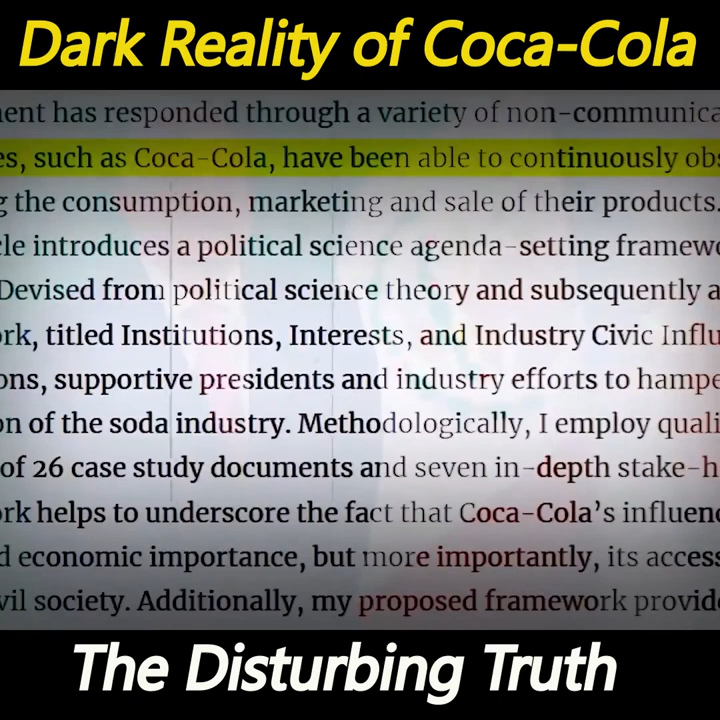 Dark Reality of Coca-Cola
ent has responded through a variety of non-communica
es, such as Coca-Cola, have been able to continuously obs
g the consumption, marketing and sale of their products.
cle introduces a political science agenda-setting framewo
Devised from political science theory and subsequently a
ork, titled Institutions, Interests, and Industry Civic Influ
ons, supportive presidents and industry efforts to hampe
on of the soda industry. Methodologically, I employ quali
of 26 case study documents and seven in-depth stake-h
ork helps to underscore the fact that Coca-Cola's influenc
d economic importance, but more importantly, its access
vil society. Additionally, my proposed framework provide
The Disturbing Truth